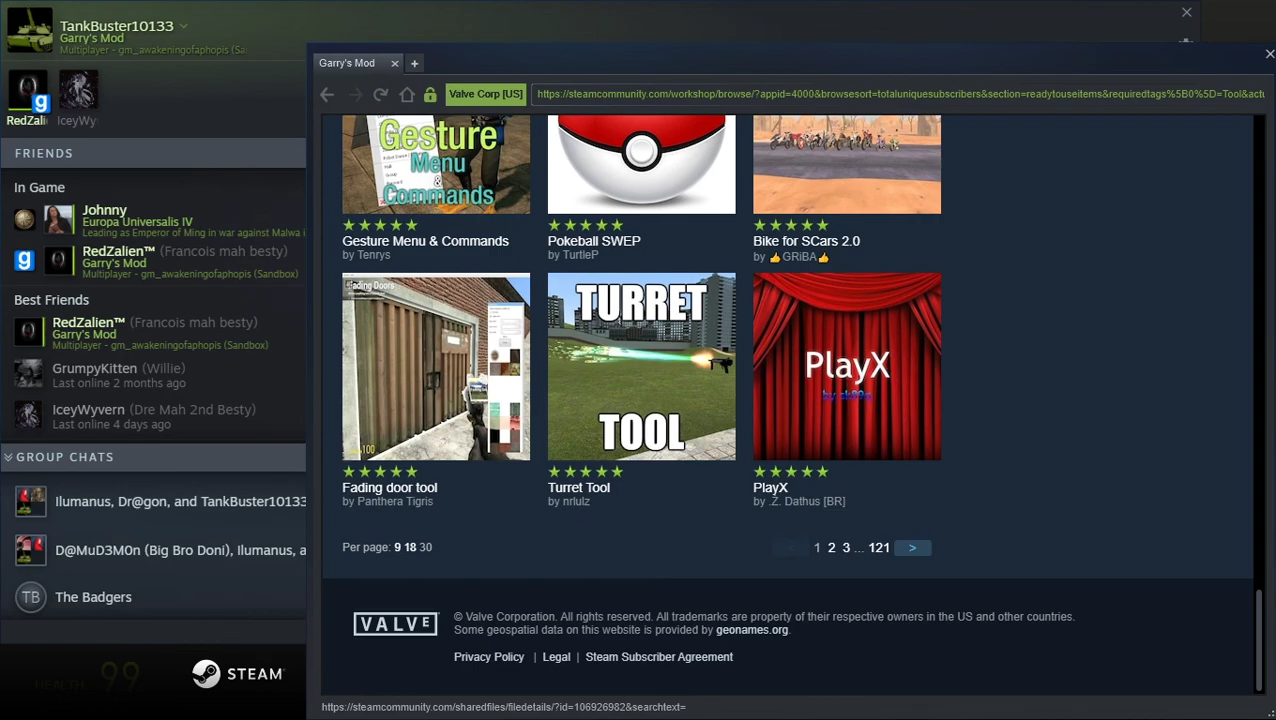 TankBuster10133
Garry's Mod
Multiplayer - gm_awakeningofaphopis (Sa
RedZali
IceyWy
FRIENDS
In Game
Johnny
Europa Universalis IV
Leading as Emperor of Ming in war against Malwa i
RedZalien™ (Francois mah besty)
Garry's Mod
Multiplayer - gm_awakeningofaphopis (Sandbox)
Best Friends
RedZalien™ (Francois mah besty)
Garry's Mod
Multiplayer - gm_awakeningofaphopis (Sandbox)
GrumpyKitten (Willie)
Last online 2 months ago
IceyWyvern (Dre Mah 2nd Besty)
Last online 4 days ago
GROUP CHATS
Ilumanus, Dr@gon, and TankBuster10133
D@MuD3M0n (Big Bro Doni), Ilumanus, a
TB
The Badgers
HEALTH 99
STEAM
Garry's Mod
Valve Corp [US]
https://steamcommunity.com/workshop/browse/?appid=4000&browsesort=totaluniquesubscribers&section=readytouseitems&requiredtags%5B0%5D=Tool&actu
Gesture
Menu
Commands
Gesture Menu & Commands
by Tenrys
Pokeball SWEP
by TurtleP
Bike for SCars 2.0
by 👍GRiBA👍
Fading Doors
100
Fading door tool
by Panthera Tigris
TURRET
TOOL
Turret Tool
by nrlulz
PlayX
by sk89q
PlayX
by .Z. Dathus [BR]
Per page: 9 18 30
< 1 2 3 ... 121 >
VALVE
© Valve Corporation. All rights reserved. All trademarks are property of their respective owners in the US and other countries.
Some geospatial data on this website is provided by geonames.org.
Privacy Policy | Legal | Steam Subscriber Agreement
https://steamcommunity.com/sharedfiles/filedetails/?id=106926982&searchtext=